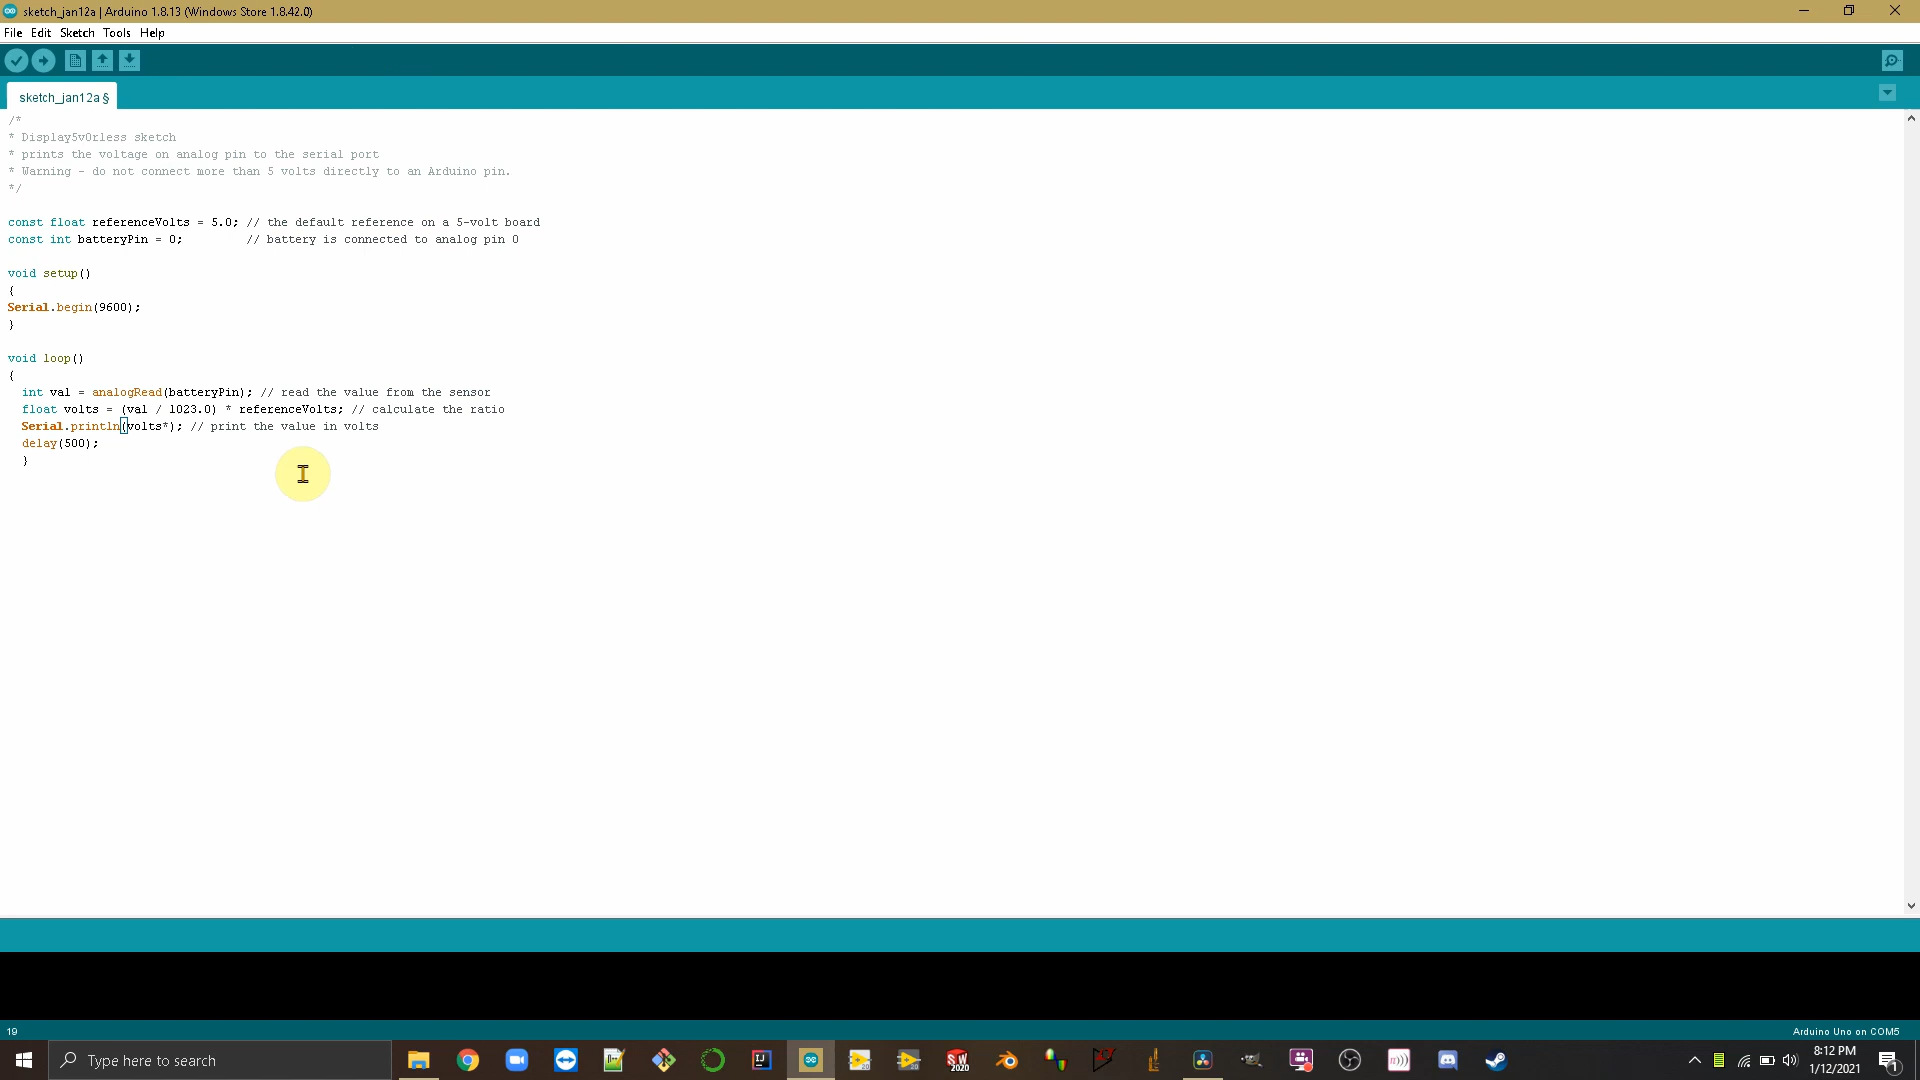 sketch_jan12a | Arduino 1.8.13 (Windows Store 1.8.42.0)
File Edit Sketch Tools Help
sketch_jan12a §
/*
* Display5vOrless sketch
* prints the voltage on analog pin to the serial port
* Warning - do not connect more than 5 volts directly to an Arduino pin.
*/
const float referenceVolts = 5.0; // the default reference on a 5-volt board
const int batteryPin = 0; // battery is connected to analog pin 0
void setup()
{
Serial.begin(9600);
}
void loop()
{
int val = analogRead(batteryPin); // read the value from the sensor
float volts = (val / 1023.0) * referenceVolts; // calculate the ratio
Serial.println(volts*); // print the value in volts
delay(500);
}
19
Arduino Uno on COM5
Type here to search
IJ
20
20
SW
2020
8:12 PM
1/12/2021
1